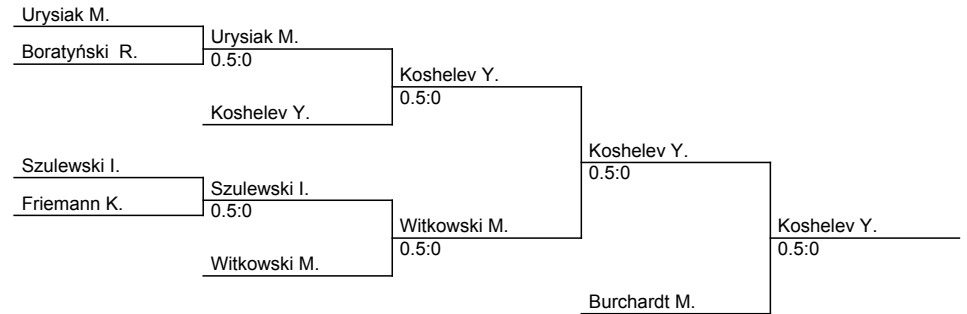 Urysiak M.
Boratyński R.
Urysiak M.
0.5:0
Koshelev Y.
Koshelev Y.
0.5:0
Szulewski I.
Friemann K.
Szulewski I.
0.5:0
Witkowski M.
Witkowski M.
0.5:0
Koshelev Y.
0.5:0
Burchardt M.
Koshelev Y.
0.5:0